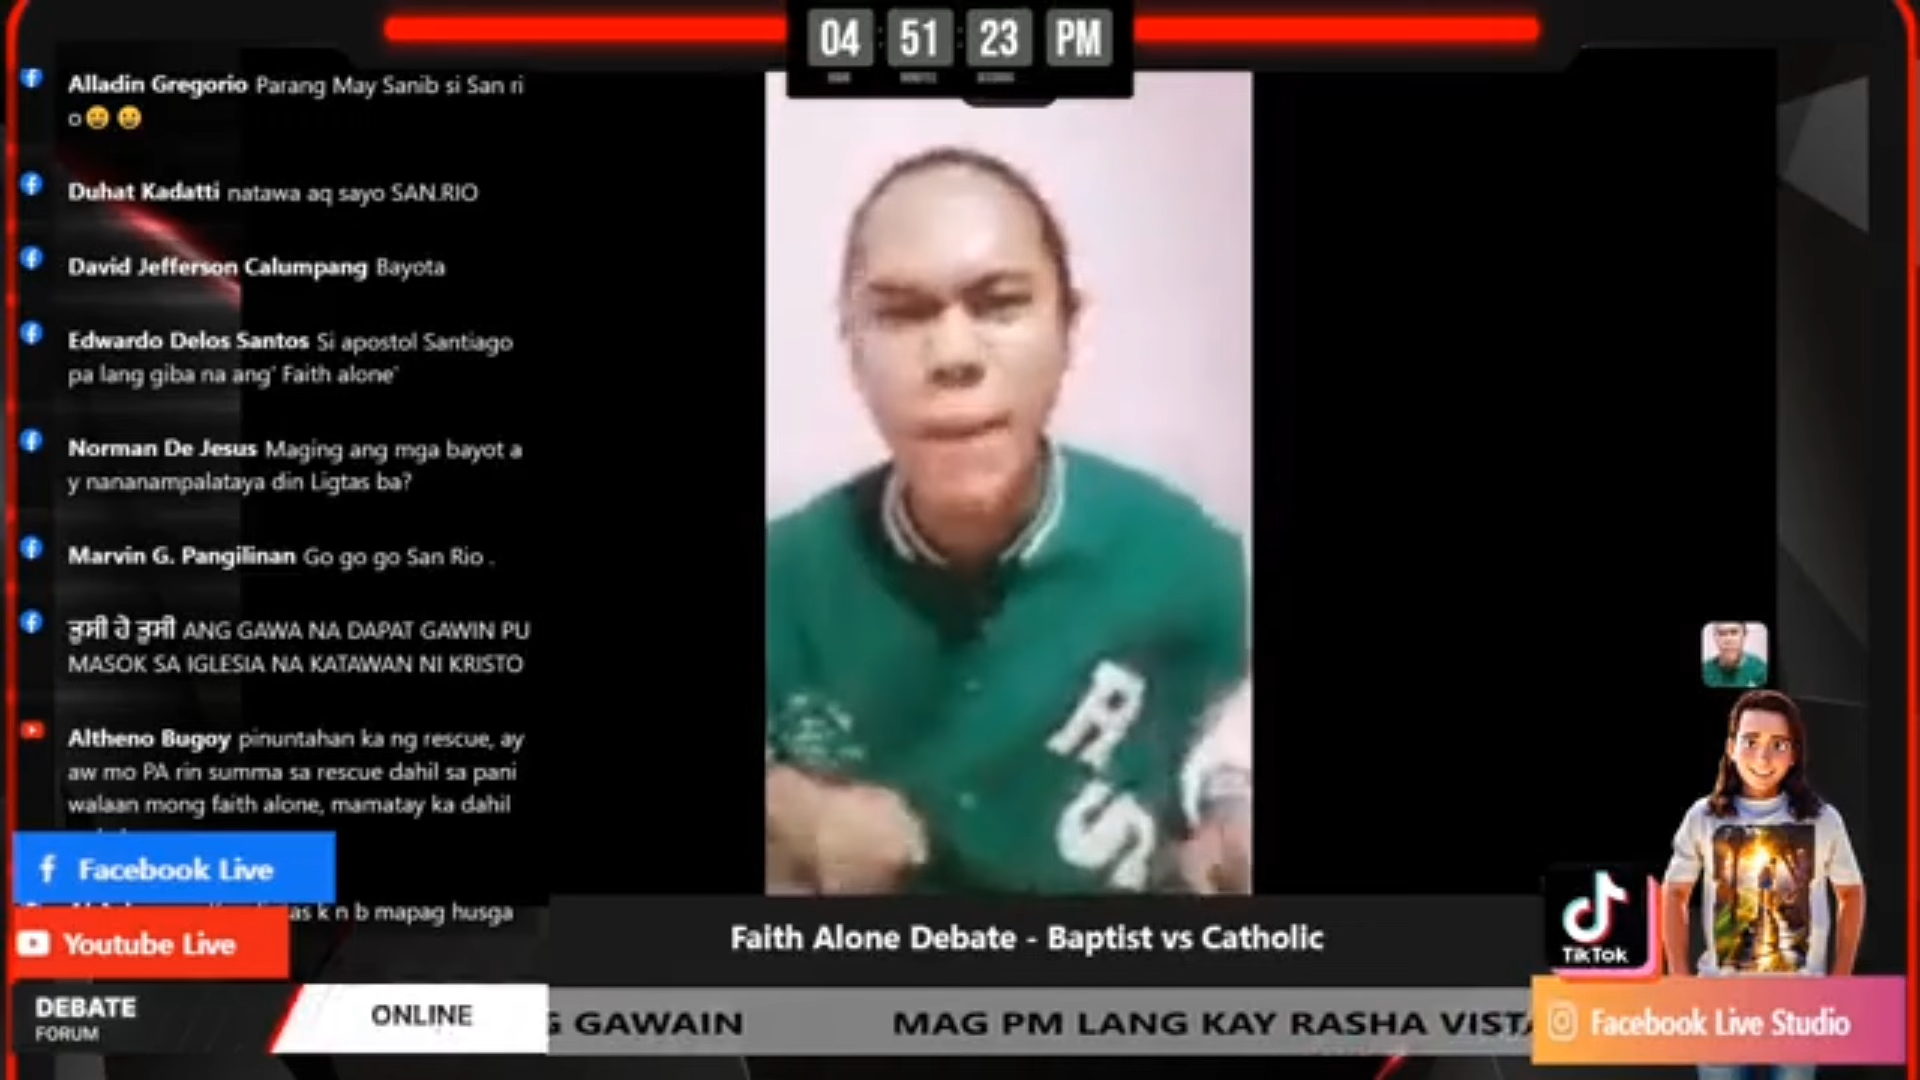 04 51 23 PM
Alladin Gregorio Parang May Sanib si San ri
o😀 😀
Duhat Kadatti natawa aq sayo SAN.RIO
David Jefferson Calumpang Bayota
Edwardo Delos Santos Si apostol Santiago
pa lang giba na ang' Faith alone'
Norman De Jesus Maging ang mga bayot a
y nananampalataya din Ligtas ba?
Marvin G. Pangilinan Go go go San Rio .
ਤੁਸੀ ਹੇ ਤੁਸੀ ANG GAWA NA DAPAT GAWIN PU
MASOK SA IGLESIA NA KATAWAN NI KRISTO
Altheno Bugoy pinuntahan ka ng rescue, ay
aw mo PA rin summa sa rescue dahil sa pani
walaan mong faith alone, mamatay ka dahil
Facebook Live
as k n b mapag husga
Youtube Live
RS
Faith Alone Debate - Baptist vs Catholic
TikTok
DEBATE
FORUM
ONLINE
G GAWAIN MAG PM LANG KAY RASHA VISTA
Facebook Live Studio